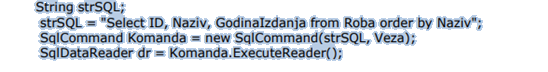 String strSQL;
strSQL = "Select ID, Naziv, GodinaIzdanja from Roba order by Naziv";
SqlCommand Komanda = new SqlCommand(strSQL, Veza);
SqlDataReader dr = Komanda.ExecuteReader();